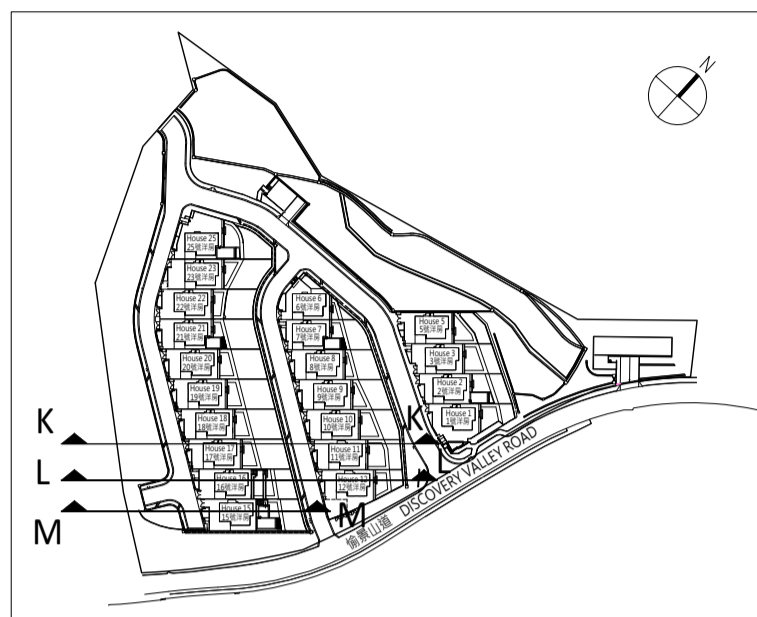 N
House 25
25號洋房
House 23
23號洋房
House 22
22號洋房
House 21
21號洋房
House 20
20號洋房
House 19
19號洋房
House 18
18號洋房
House 17
17號洋房
House 16
16號洋房
House 15
15號洋房
House 6
6號洋房
House 7
7號洋房
House 8
8號洋房
House 9
9號洋房
House 10
10號洋房
House 11
11號洋房
House 12
12號洋房
House 5
5號洋房
House 3
3號洋房
House 2
2號洋房
House 1
1號洋房
K
K
L
L
M
M
愉景山道 DISCOVERY VALLEY ROAD